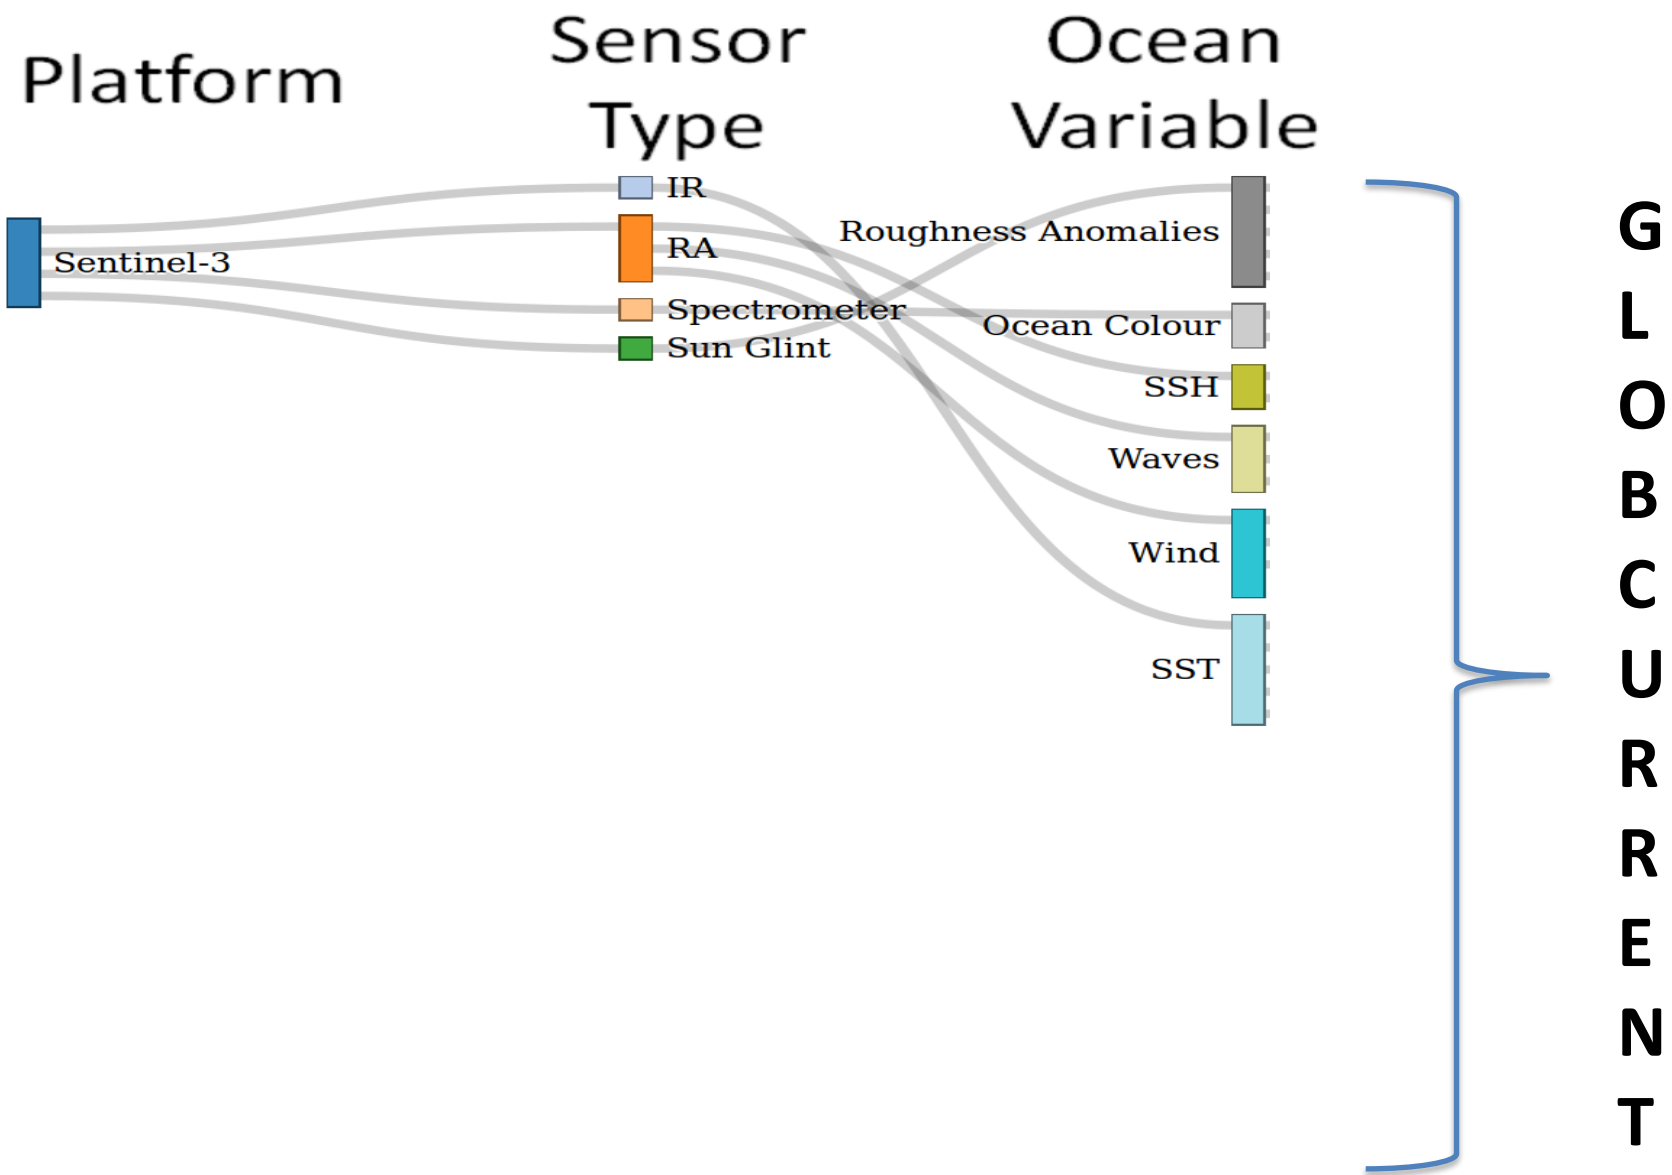 Platform
Sensor
Type
Ocean
Variable
Sentinel-3
IR
RA
Spectrometer
Sun Glint
Roughness Anomalies
Ocean Colour
SSH
Waves
Wind
SST
G
L
O
B
C
U
R
R
E
N
T